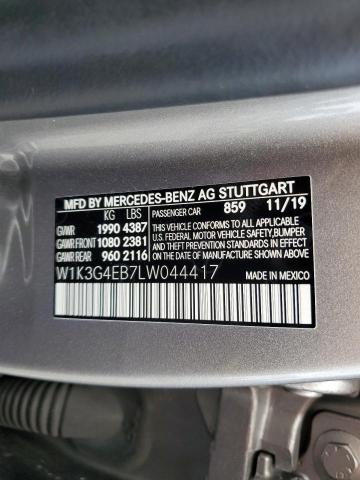 MFD BY MERCEDES-BENZ AG STUTTGART
KG LBS PASSENGER CAR 859 11/19
GVWR 1990 4387 THIS VEHICLE CONFORMS TO ALL
GAWR FRONT 1080 2381 APPLICABLE U.S. FEDERAL MOTOR
VEHICLE SAFETY, BUMPER
GAWR REAR 960 2116 AND THEFT PREVENTION STANDARDS IN EFFECT
ON THE DATE OF MANUFACTURE SHOWN ABOVE.
W1K3G4EB7LW044417 MADE IN MEXICO